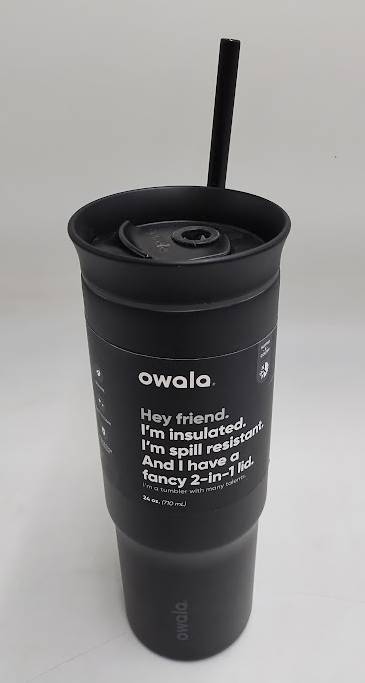 owala.
Hey friend.
I'm insulated.
I'm spill resistant.
And I have a
fancy 2-in-1 lid.
I'm a tumbler with many talents.
24 oz. (710 mL)
owala.